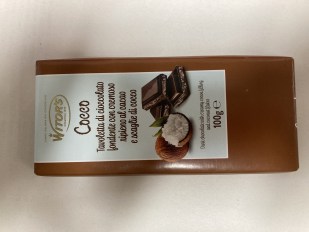 WITOR'S
Cocco
Tavoletta di cioccolato
fondente con cremoso
ripieno al cacao
e scaglie di cocco
100g e